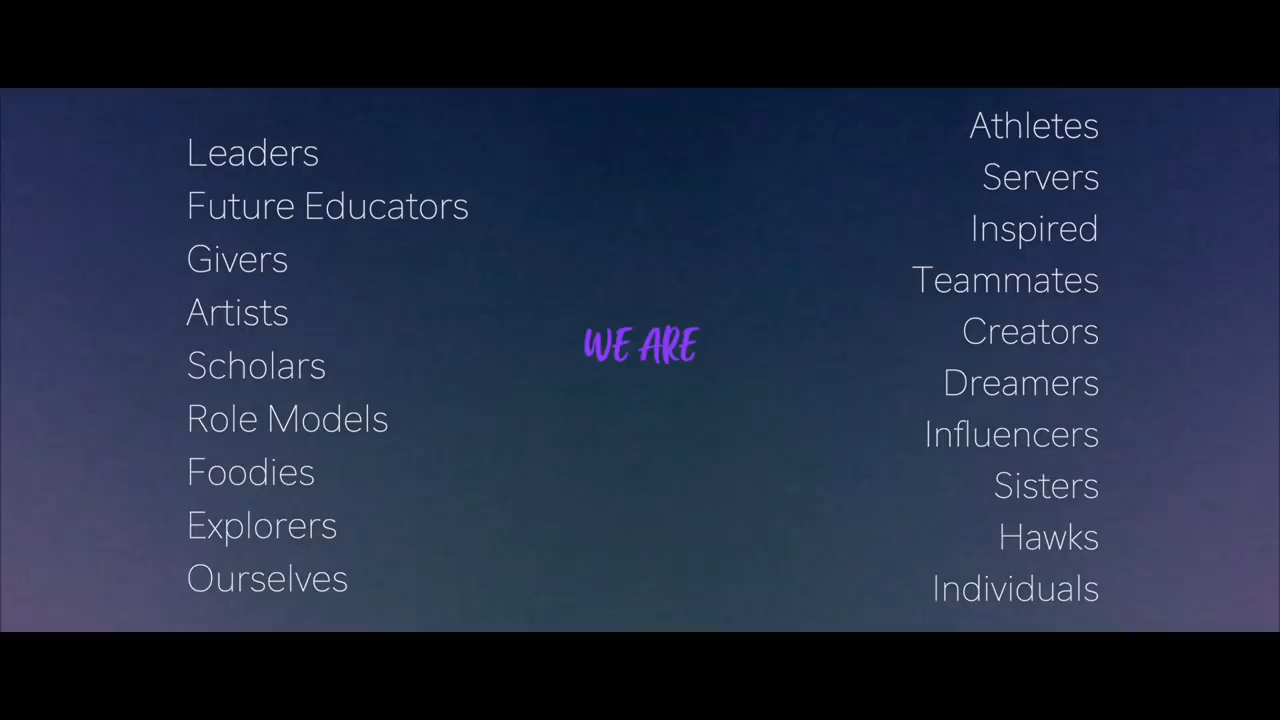 Leaders
Future Educators
Givers
Artists
Scholars
Role Models
Foodies
Explorers
Ourselves
WE ARE
Athletes
Servers
Inspired
Teammates
Creators
Dreamers
Influencers
Sisters
Hawks
Individuals